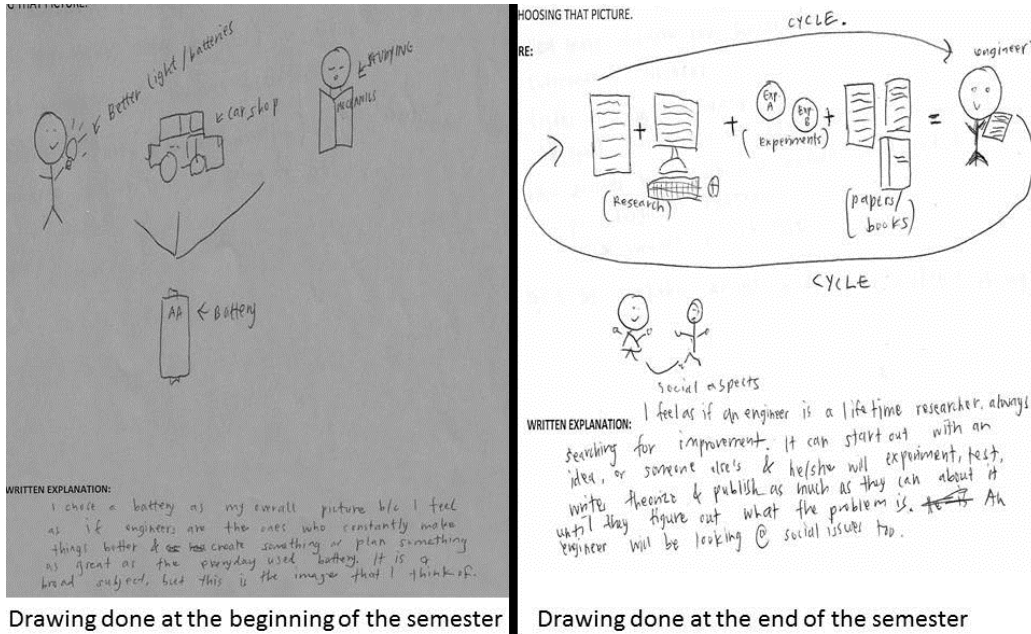 Better light/batteries
← car shop
← STUDYING
MECHANICS
AA
← Battery
WRITTEN EXPLANATION:
I chose a battery as my overall picture b/c I feel
as if engineers are the ones who constantly make
things better & create something or plan something
as great as the everyday used battery. It is a
broad subject, but this is the image that I think of.
Drawing done at the beginning of the semester
HOOSING THAT PICTURE.
RE:
CYCLE.
engineer
Exp. A
Exp B
+
+
+
=
(Research)
(Experiments)
(papers/
books)
CYCLE
social aspects
WRITTEN EXPLANATION:
I feel as if an engineer is a life time researcher. always
searching for improvement. It can start out with an
idea, or someone else's & he/she will experiment, test,
write, theorize & publish as much as they can about it
until they figure out what the problem is. An
engineer will be looking @ social issues too.
Drawing done at the end of the semester